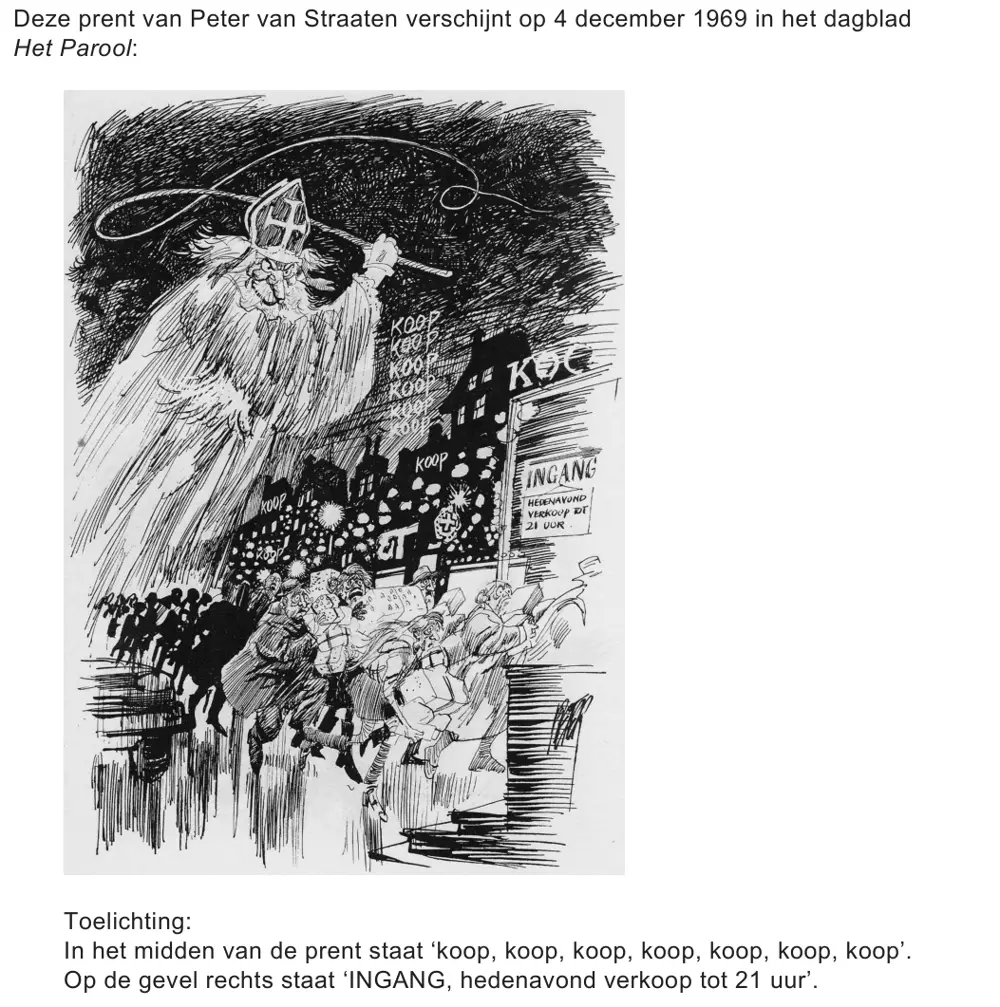 Deze prent van Peter van Straaten verschijnt op 4 december 1969 in het dagblad
Het Parool:
KOOP
KOOP
KOOP
KOOP
KOOP
KOOP
KOOP
KOOP
KOOP
INGANG
HEDENAVOND
VERKOOP TOT
21 UUR.
Toelichting:
In het midden van de prent staat ‘koop, koop, koop, koop, koop, koop, koop’.
Op de gevel rechts staat ‘INGANG, hedenavond verkoop tot 21 uur’.